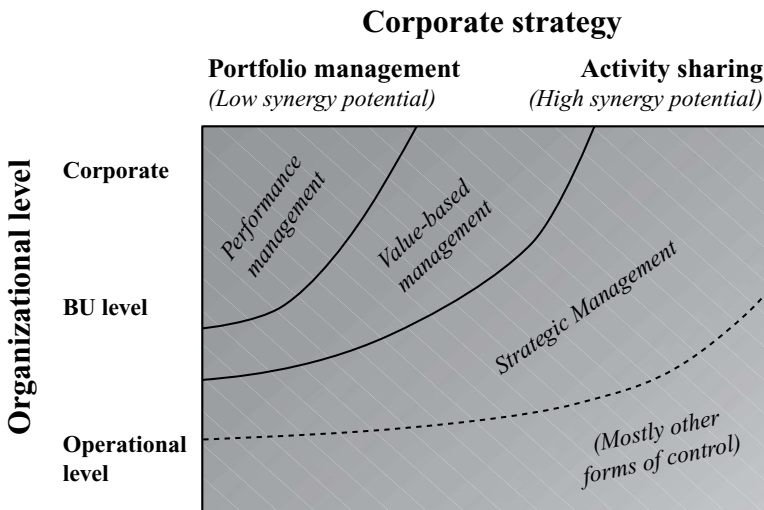 Corporate strategy
Portfolio management
(Low synergy potential)
Activity sharing
(High synergy potential)
Organizational level
Corporate
BU level
Operational
level
Performance
management
Value-based
management
Strategic Management
(Mostly other
forms of control)